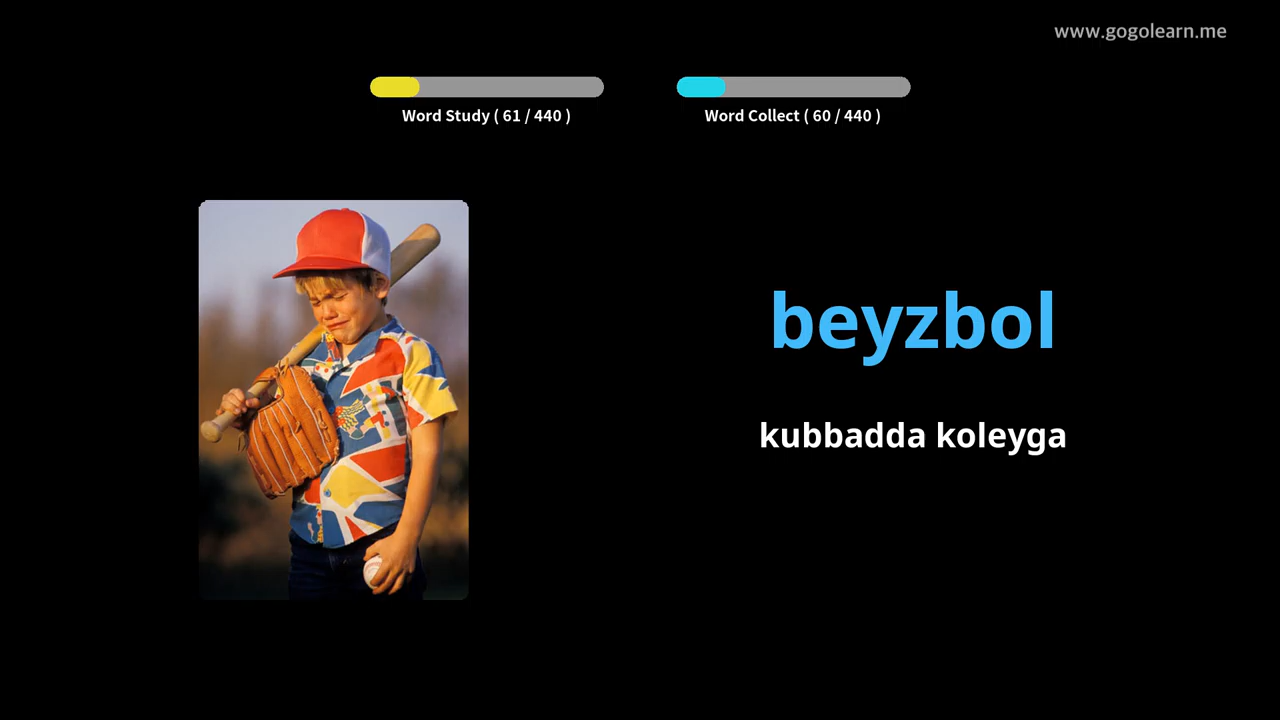 www.gogolearn.me
Word Study ( 61 / 440 )
Word Collect ( 60 / 440 )
beyzbol
kubbadda koleyga